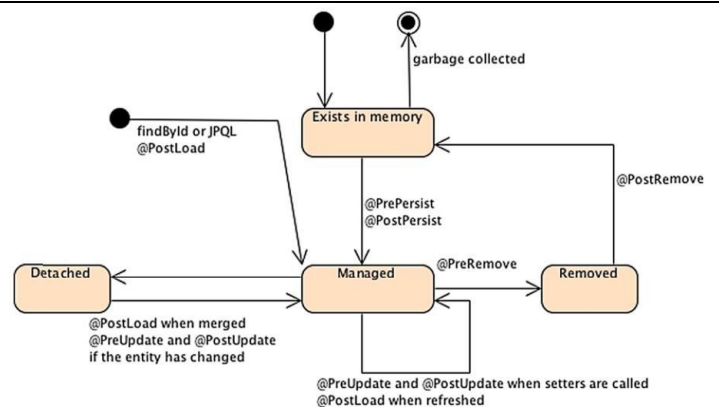 garbage collected
Exists in memory
findById or JPQL
@PostLoad
@PostRemove
@PrePersist
@PostPersist
Detached
Managed
@PreRemove
Removed
@PostLoad when merged
@PreUpdate and @PostUpdate
if the entity has changed
@PreUpdate and @PostUpdate when setters are called
@PostLoad when refreshed